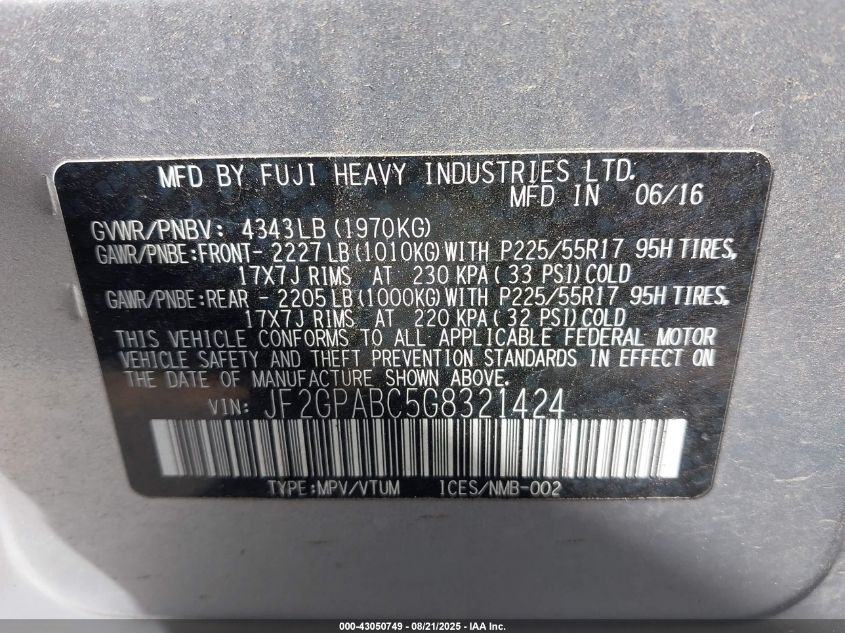 MFD BY FUJI HEAVY INDUSTRIES LTD.
MFD IN 06/16
GVWR/PNBV: 4343LB (1970KG)
GAWR/PNBE:FRONT- 2227LB(1010KG)WITH P225/55R17 95H TIRES,
17X7J RIMS AT 230 KPA(33 PSI)COLD
GAWR/PNBE:REAR - 2205LB(1000KG)WITH P225/55R17 95H TIRES,
17X7J RIMS AT 220 KPA(32 PSI)COLD
THIS VEHICLE CONFORMS TO ALL APPLICABLE FEDERAL MOTOR
VEHICLE SAFETY AND THEFT PREVENTION STANDARDS IN EFFECT ON
THE DATE OF MANUFACTURE SHOWN ABOVE.
VIN: JF2GPABC5G8321424
TYPE:MPV/VTUM ICES/NMB-002
000-43050749 - 08/21/2025 - IAA Inc.